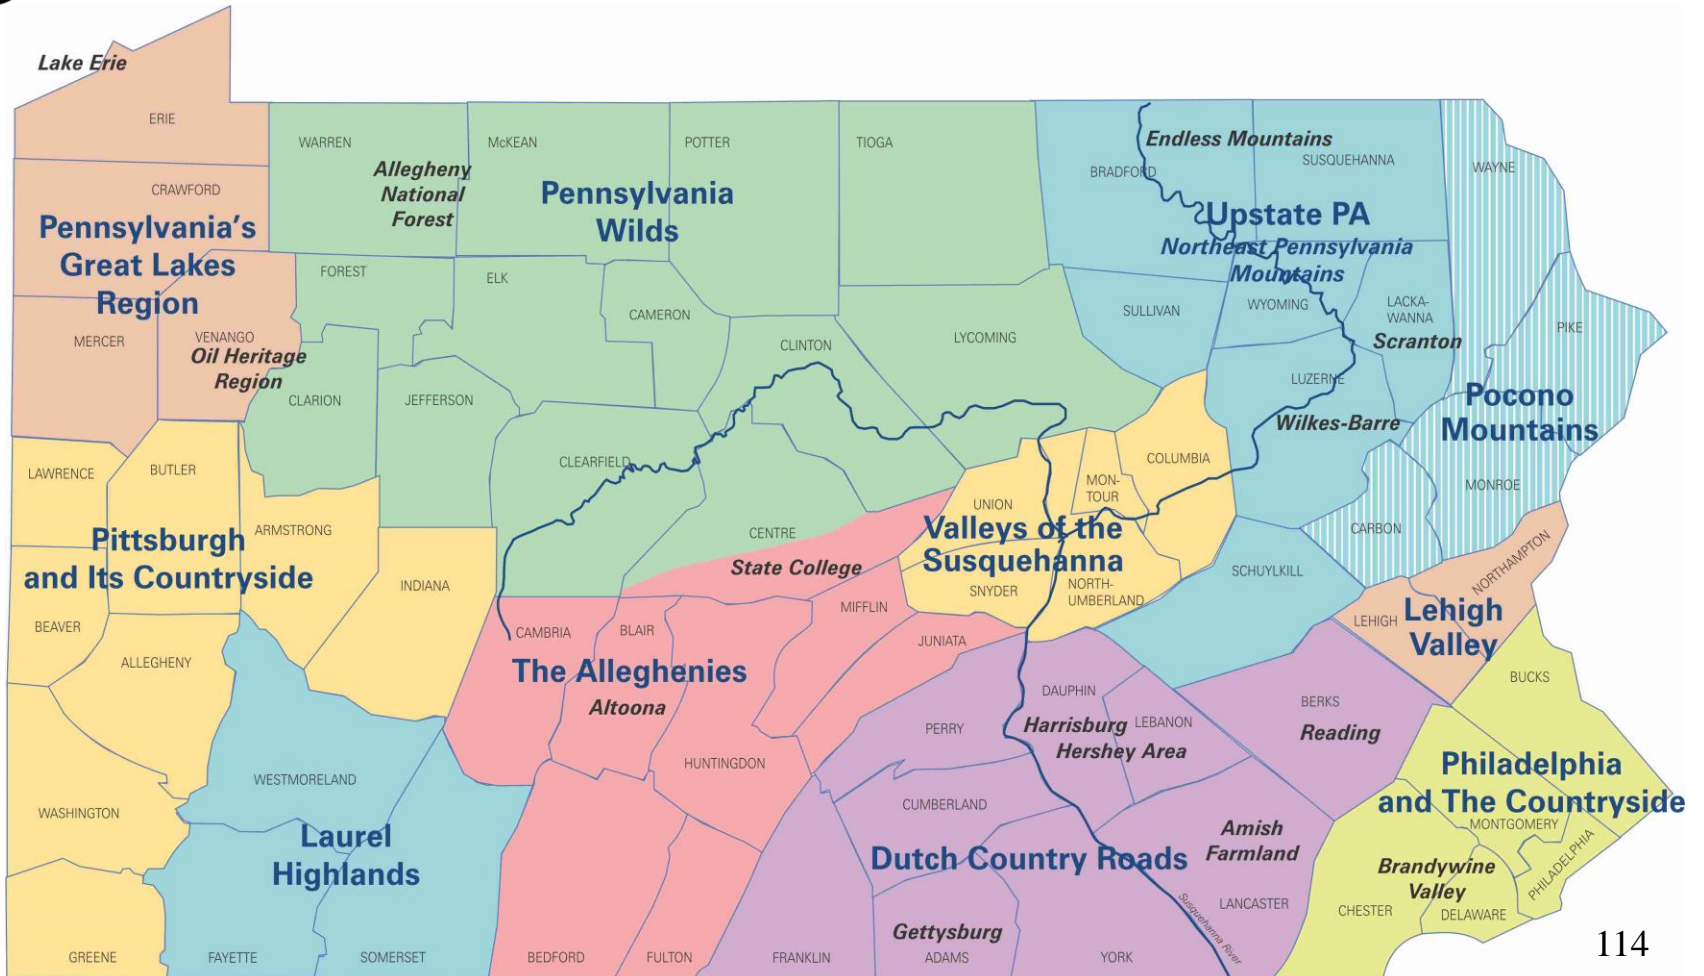 Lake Erie
ERIE
WARREN
McKEAN
POTTER
TIOGA
Endless Mountains
SUSQUEHANNA
BRADFORD
WAYNE
Allegheny
National
Forest
CRAWFORD
Pennsylvania
Wilds
Pennsylvania's
Great Lakes
Region
Upstate PA
Northeast Pennsylvania
Mountains
FOREST
ELK
CAMERON
SULLIVAN
WYOMING
LACKA-
WANNA
PIKE
MERCER
VENANGO
Oil Heritage
Region
CLINTON
LYCOMING
Scranton
CLARION
JEFFERSON
LUZERNE
Wilkes-Barre
Pocono
Mountains
LAWRENCE
BUTLER
CLEARFIELD
COLUMBIA
MON-
TOUR
UNION
MONROE
ARMSTRONG
CENTRE
CARBON
Pittsburgh
and Its Countryside
Valleys of the
Susquehanna
NORTHAMPTON
INDIANA
State College
SNYDER
NORTH-
UMBERLAND
SCHUYLKILL
BEAVER
CAMBRIA
BLAIR
MIFFLIN
JUNIATA
LEHIGH
Lehigh
Valley
ALLEGHENY
The Alleghenies
Altoona
BUCKS
DAUPHIN
LEBANON
BERKS
PERRY
Harrisburg
Hershey Area
Reading
WESTMORELAND
HUNTINGDON
Philadelphia
and The Countryside
WASHINGTON
CUMBERLAND
MONTGOMERY
Laurel
Highlands
Dutch Country Roads
Amish
Farmland
Brandywine
Valley
PHILADELPHIA
LANCASTER
CHESTER
DELAWARE
Susquehanna River
Gettysburg
GREENE
FAYETTE
SOMERSET
BEDFORD
FULTON
FRANKLIN
ADAMS
YORK
114